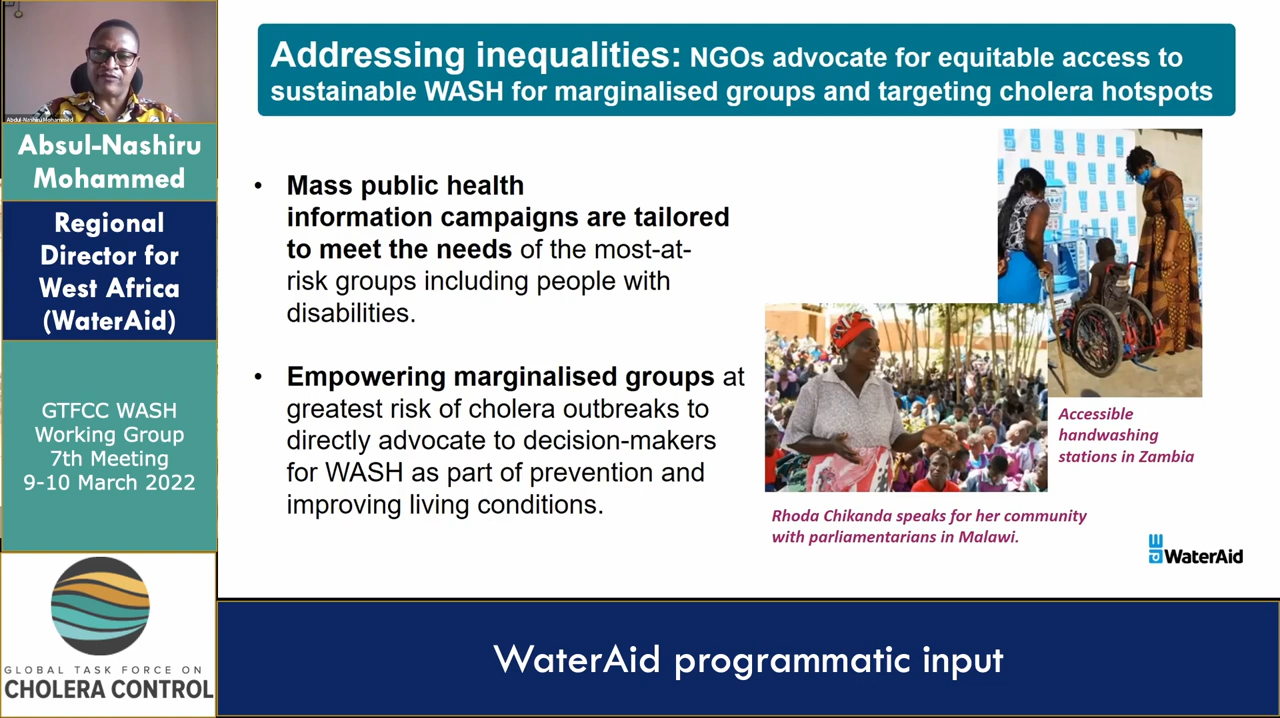 Abdul-Nashiru Mohammed
Absul-Nashiru
Mohammed
Regional
Director for
West Africa
(WaterAid)
GTFCC WASH
Working Group
7th Meeting
9-10 March 2022
GLOBAL TASK FORCE ON
CHOLERA CONTROL
Addressing inequalities: NGOs advocate for equitable access to
sustainable WASH for marginalised groups and targeting cholera hotspots
• Mass public health
information campaigns are tailored
to meet the needs of the most-at-
risk groups including people with
disabilities.
• Empowering marginalised groups at
greatest risk of cholera outbreaks to
directly advocate to decision-makers
for WASH as part of prevention and
improving living conditions.
Accessible
handwashing
stations in Zambia
Rhoda Chikanda speaks for her community
with parliamentarians in Malawi.
WaterAid
WaterAid programmatic input